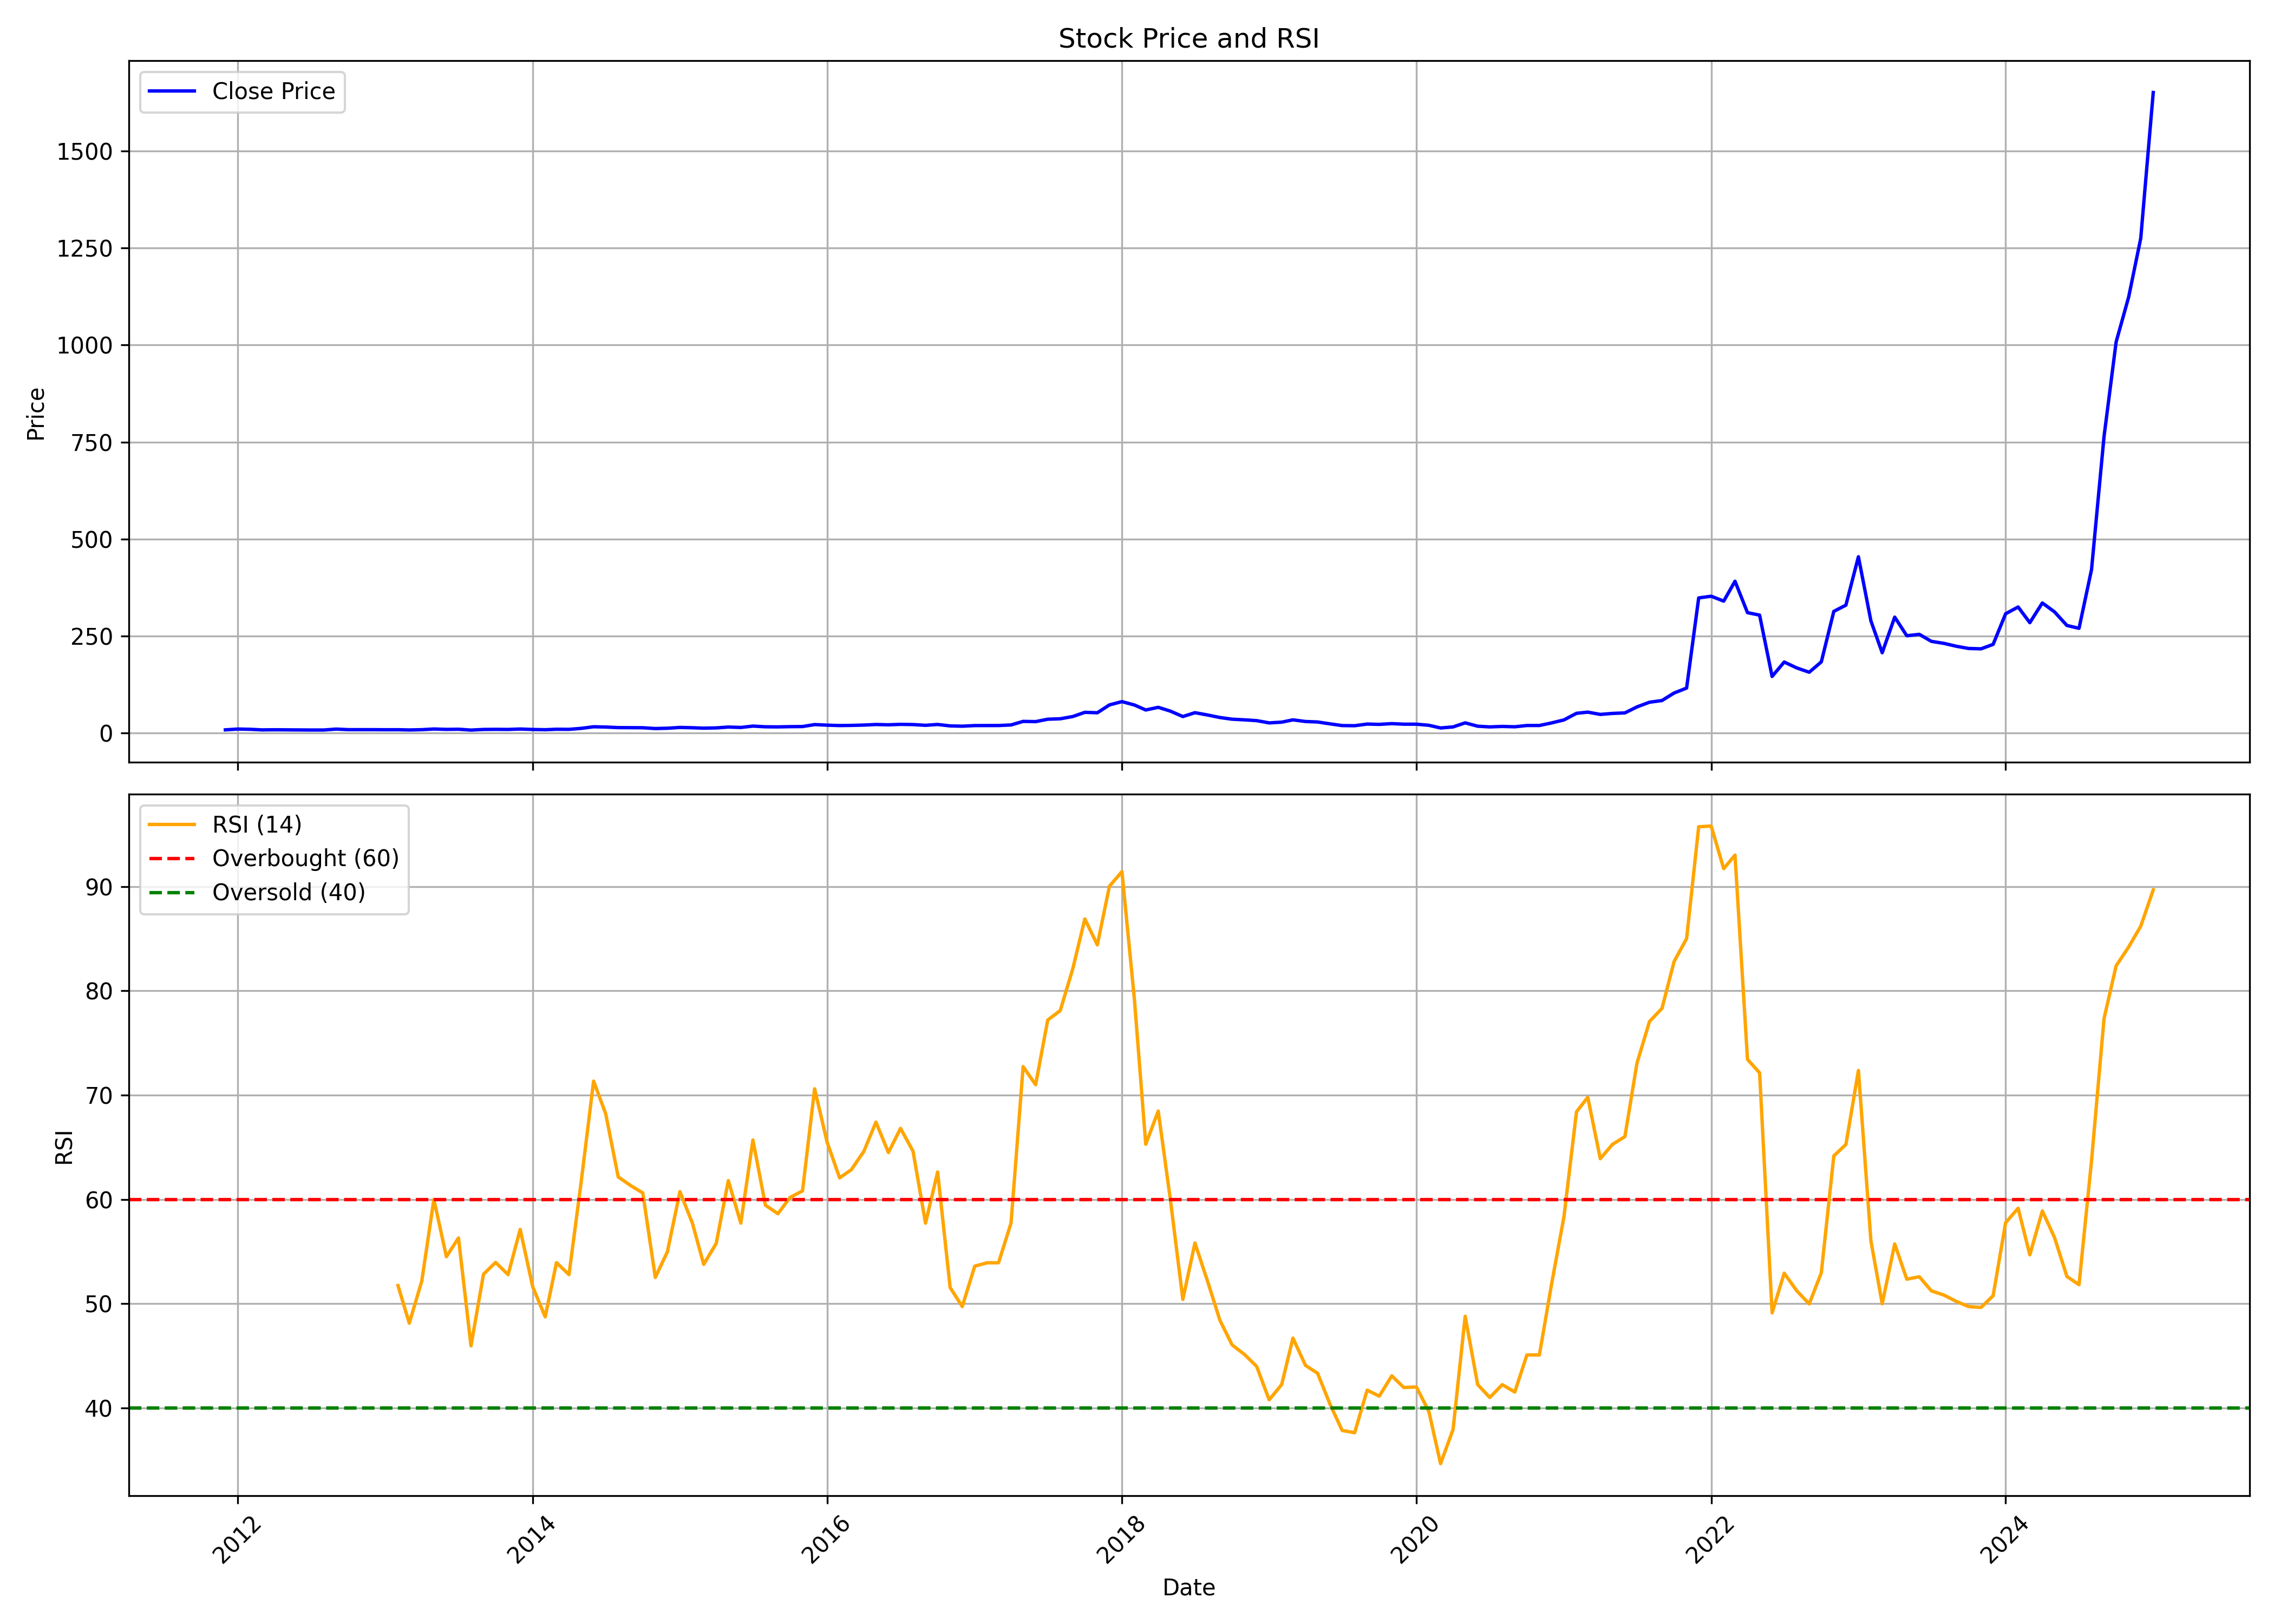 Stock Price and RSI
Close Price
1500
1250
1000
750
500
250
0
Price
RSI (14)
Overbought (60)
Oversold (40)
90
80
70
60
50
40
RSI
2012
2014
2016
2018
2020
2022
2024
Date